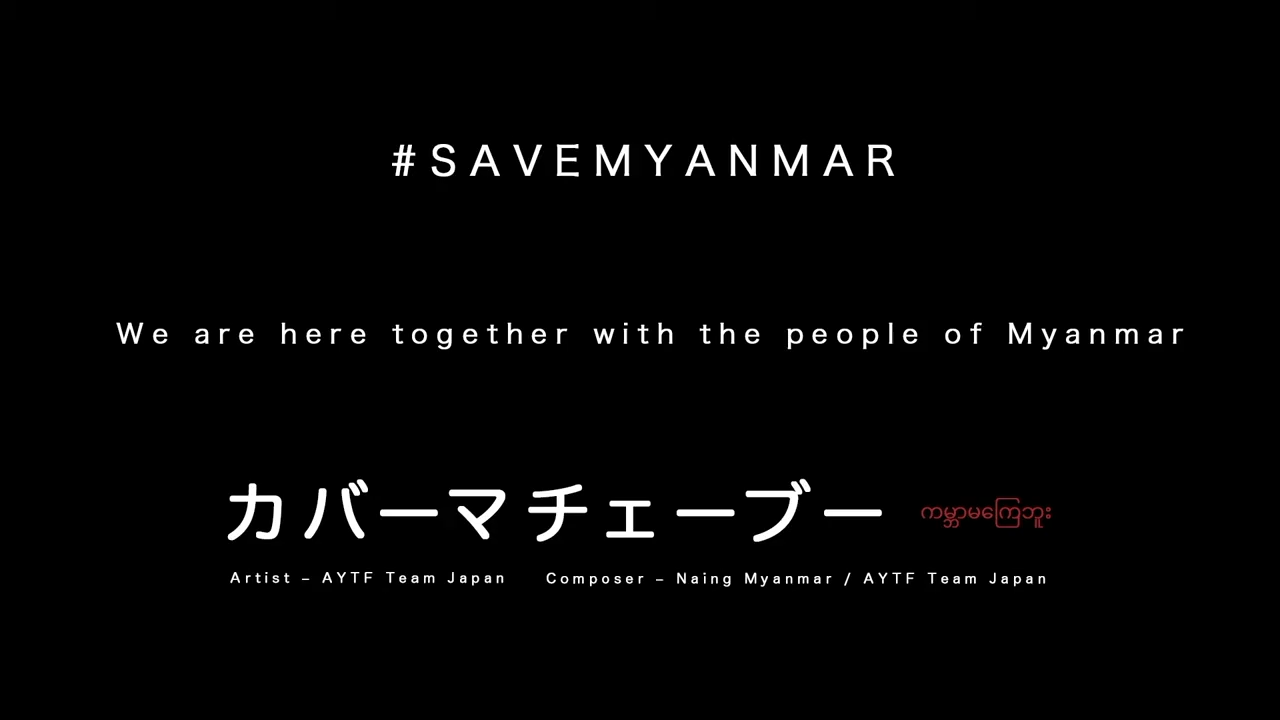 #SAVEMYANMAR
We are here together with the people of Myanmar
カバーマチェーブー ကမ္ဘာမကြေဘူး
Artist – AYTF Team Japan Composer – Naing Myanmar / AYTF Team Japan